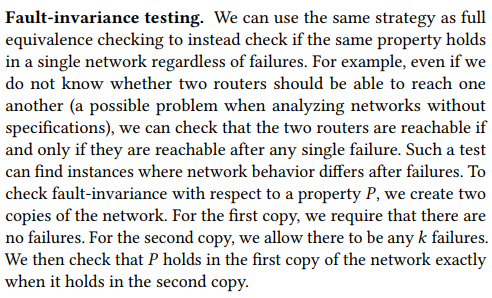 Fault-invariance testing. We can use the same strategy as full
equivalence checking to instead check if the same property holds
in a single network regardless of failures. For example, even if we
do not know whether two routers should be able to reach one
another (a possible problem when analyzing networks without
specifications), we can check that the two routers are reachable if
and only if they are reachable after any single failure. Such a test
can find instances where network behavior differs after failures. To
check fault-invariance with respect to a property P, we create two
copies of the network. For the first copy, we require that there are
no failures. For the second copy, we allow there to be any k failures.
We then check that P holds in the first copy of the network exactly
when it holds in the second copy.